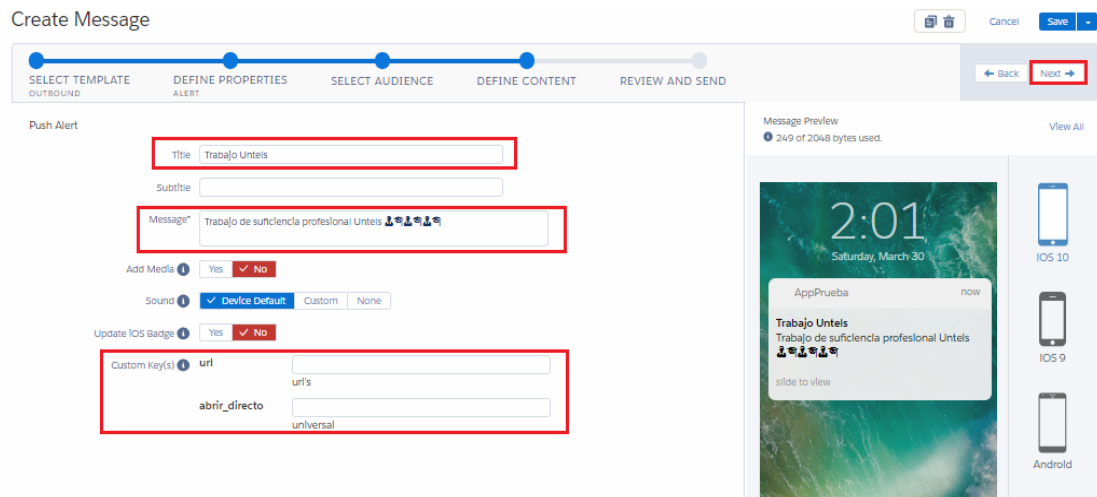 Create Message
Cancel
Save
SELECT TEMPLATE
OUTBOUND
DEFINE PROPERTIES
ALERT
SELECT AUDIENCE
DEFINE CONTENT
REVIEW AND SEND
Back
Next
Push Alert
Title
Trabajo Untels
Subtitle
Message*
Trabajo de suficiencia profesional Untels
Add Media
Yes
No
Sound
Device Default
Custom
None
Update iOS Badge
Yes
No
Custom Key(s)
url
url's
abrir_directo
universal
Message Preview
249 of 2048 bytes used.
View All
2:01
Saturday, March 30
AppPrueba
now
Trabajo Untels
Trabajo de suficiencia profesional Untels
slide to view
IOS 10
IOS 9
Android